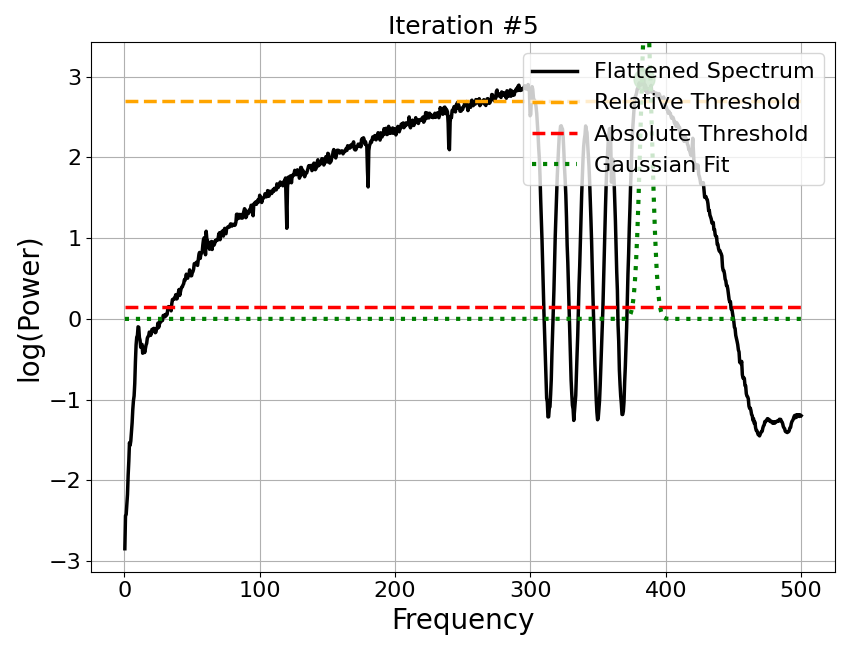 Iteration #5
Flattened Spectrum
Relative Threshold
Absolute Threshold
Gaussian Fit
log(Power)
3
2
1
0
−1
−2
−3
0 100 200 300 400 500
Frequency